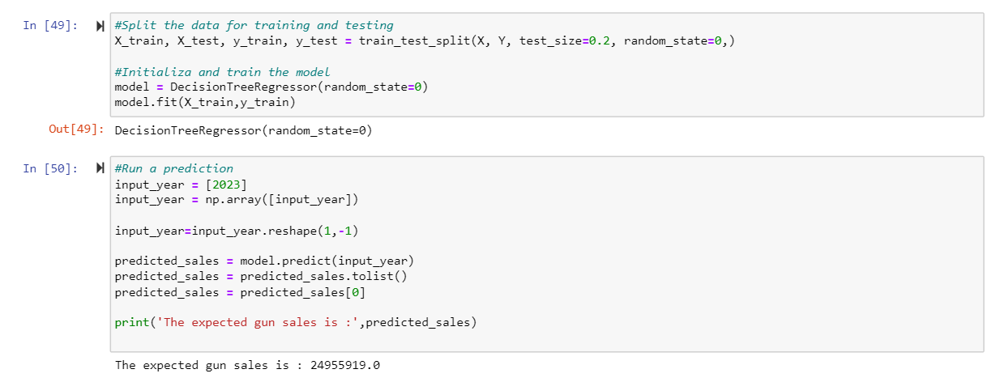 In [49]: #Split the data for training and testing
X_train, X_test, y_train, y_test = train_test_split(X, Y, test_size=0.2, random_state=0,)
#Initializa and train the model
model = DecisionTreeRegressor(random_state=0)
model.fit(X_train,y_train)
Out[49]: DecisionTreeRegressor(random_state=0)
In [50]: #Run a prediction
input_year = [2023]
input_year = np.array([input_year])
input_year=input_year.reshape(1,-1)
predicted_sales = model.predict(input_year)
predicted_sales = predicted_sales.tolist()
predicted_sales = predicted_sales[0]
print('The expected gun sales is :',predicted_sales)
The expected gun sales is : 24955919.0